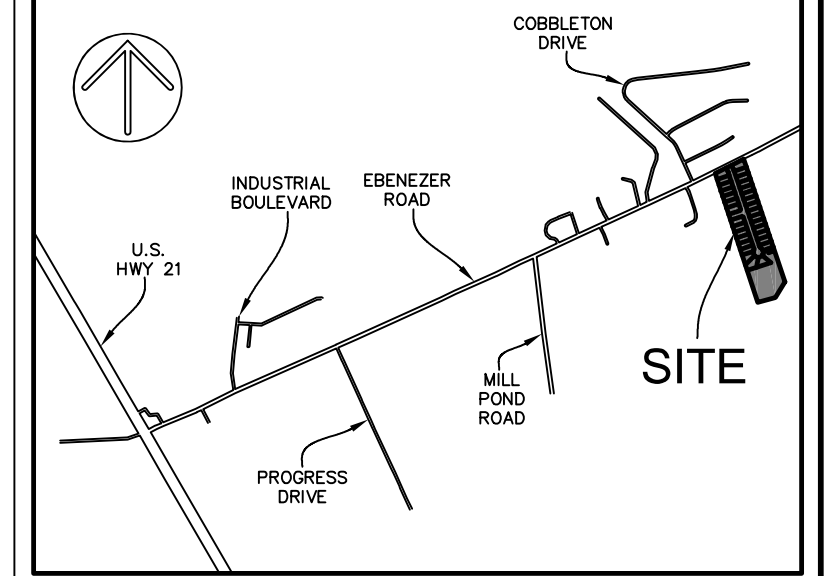 COBBLETON
DRIVE
INDUSTRIAL
BOULEVARD
EBENEZER
ROAD
U.S.
HWY 21
SITE
MILL
POND
ROAD
PROGRESS
DRIVE